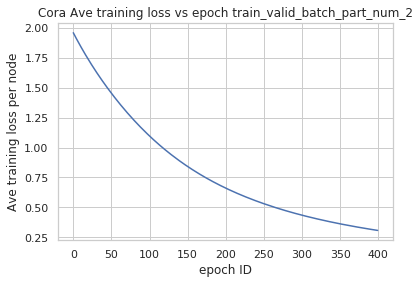 Cora Ave training loss vs epoch train_valid_batch_part_num_2
2.00
1.75
1.50
1.25
1.00
0.75
0.50
0.25
Ave training loss per node
0 50 100 150 200 250 300 350 400
epoch ID